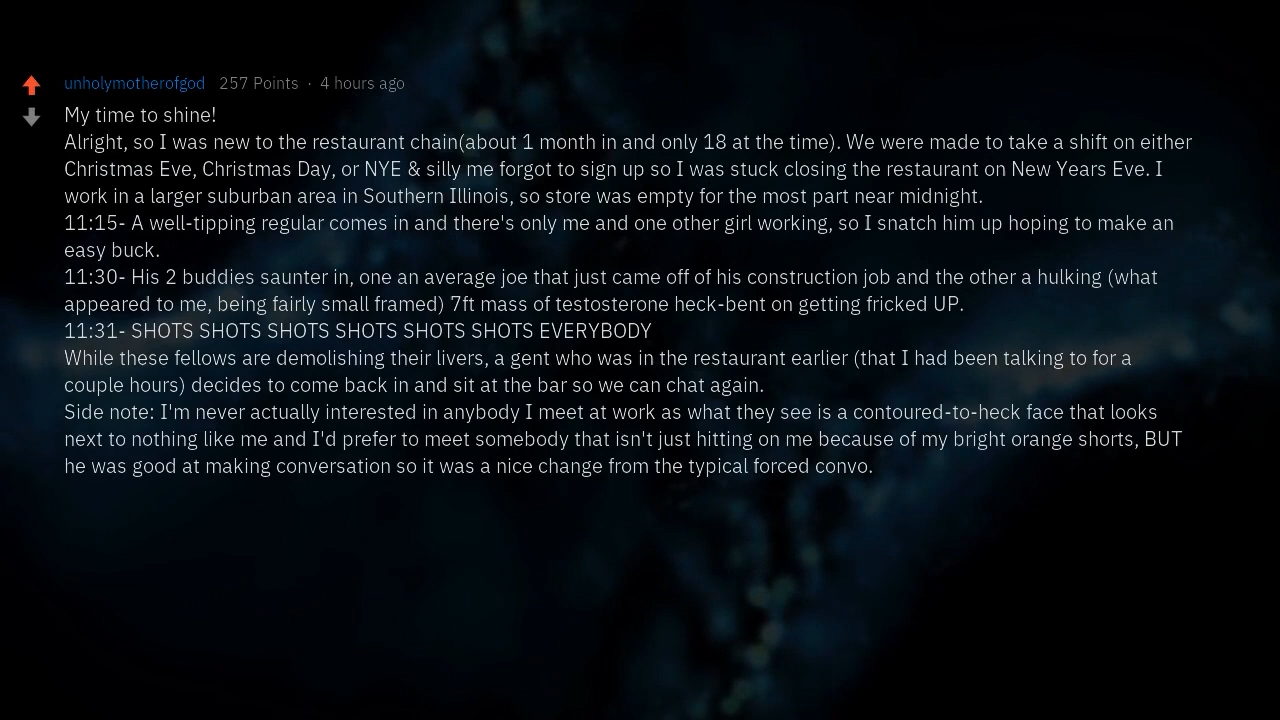 unholymotherofgod 257 Points · 4 hours ago
My time to shine!
Alright, so I was new to the restaurant chain(about 1 month in and only 18 at the time). We were made to take a shift on either
Christmas Eve, Christmas Day, or NYE & silly me forgot to sign up so I was stuck closing the restaurant on New Years Eve. I
work in a larger suburban area in Southern Illinois, so store was empty for the most part near midnight.
11:15- A well-tipping regular comes in and there's only me and one other girl working, so I snatch him up hoping to make an
easy buck.
11:30- His 2 buddies saunter in, one an average joe that just came off of his construction job and the other a hulking (what
appeared to me, being fairly small framed) 7ft mass of testosterone heck-bent on getting fricked UP.
11:31- SHOTS SHOTS SHOTS SHOTS SHOTS SHOTS EVERYBODY
While these fellows are demolishing their livers, a gent who was in the restaurant earlier (that I had been talking to for a
couple hours) decides to come back in and sit at the bar so we can chat again.
Side note: I'm never actually interested in anybody I meet at work as what they see is a contoured-to-heck face that looks
next to nothing like me and I'd prefer to meet somebody that isn't just hitting on me because of my bright orange shorts, BUT
he was good at making conversation so it was a nice change from the typical forced convo.